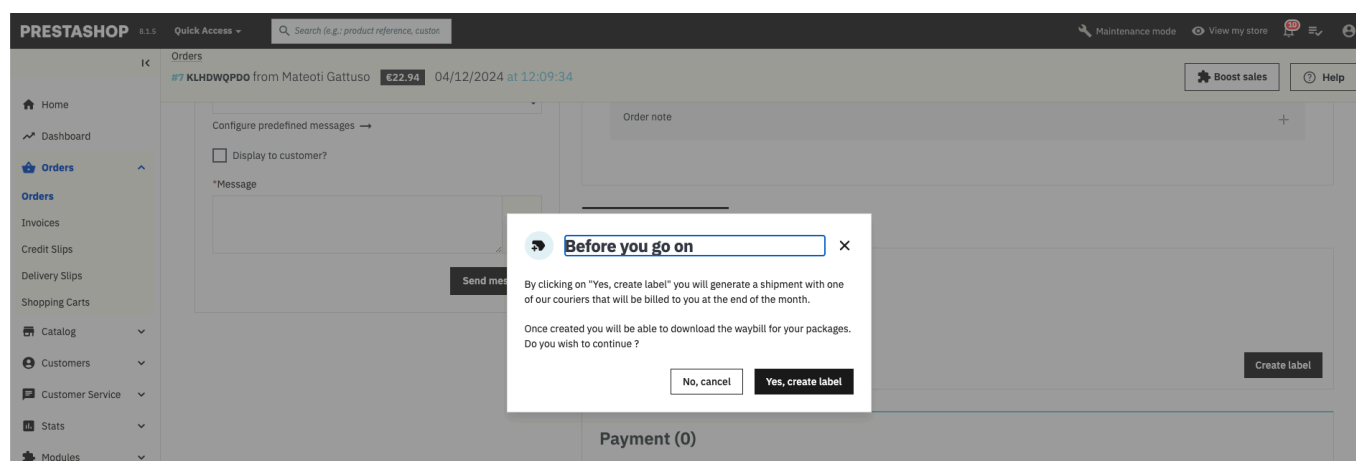 PRESTASHOP 8.1.5 Quick Access Search (e.g.: product reference, custon Maintenance mode View my store 10
Orders
#7 KLHDWQPDO from Mateoti Gattuso €22.94 04/12/2024 at 12:09:34
Boost sales Help
Home
Dashboard
Orders
Orders
Invoices
Credit Slips
Delivery Slips
Shopping Carts
Catalog
Customers
Customer Service
Stats
Modules
Configure predefined messages →
Display to customer?
*Message
Send mes
Order note
Before you go on
By clicking on "Yes, create label" you will generate a shipment with one
of our couriers that will be billed to you at the end of the month.
Once created you will be able to download the waybill for your packages.
Do you wish to continue ?
No, cancel Yes, create label
Create label
Payment (0)